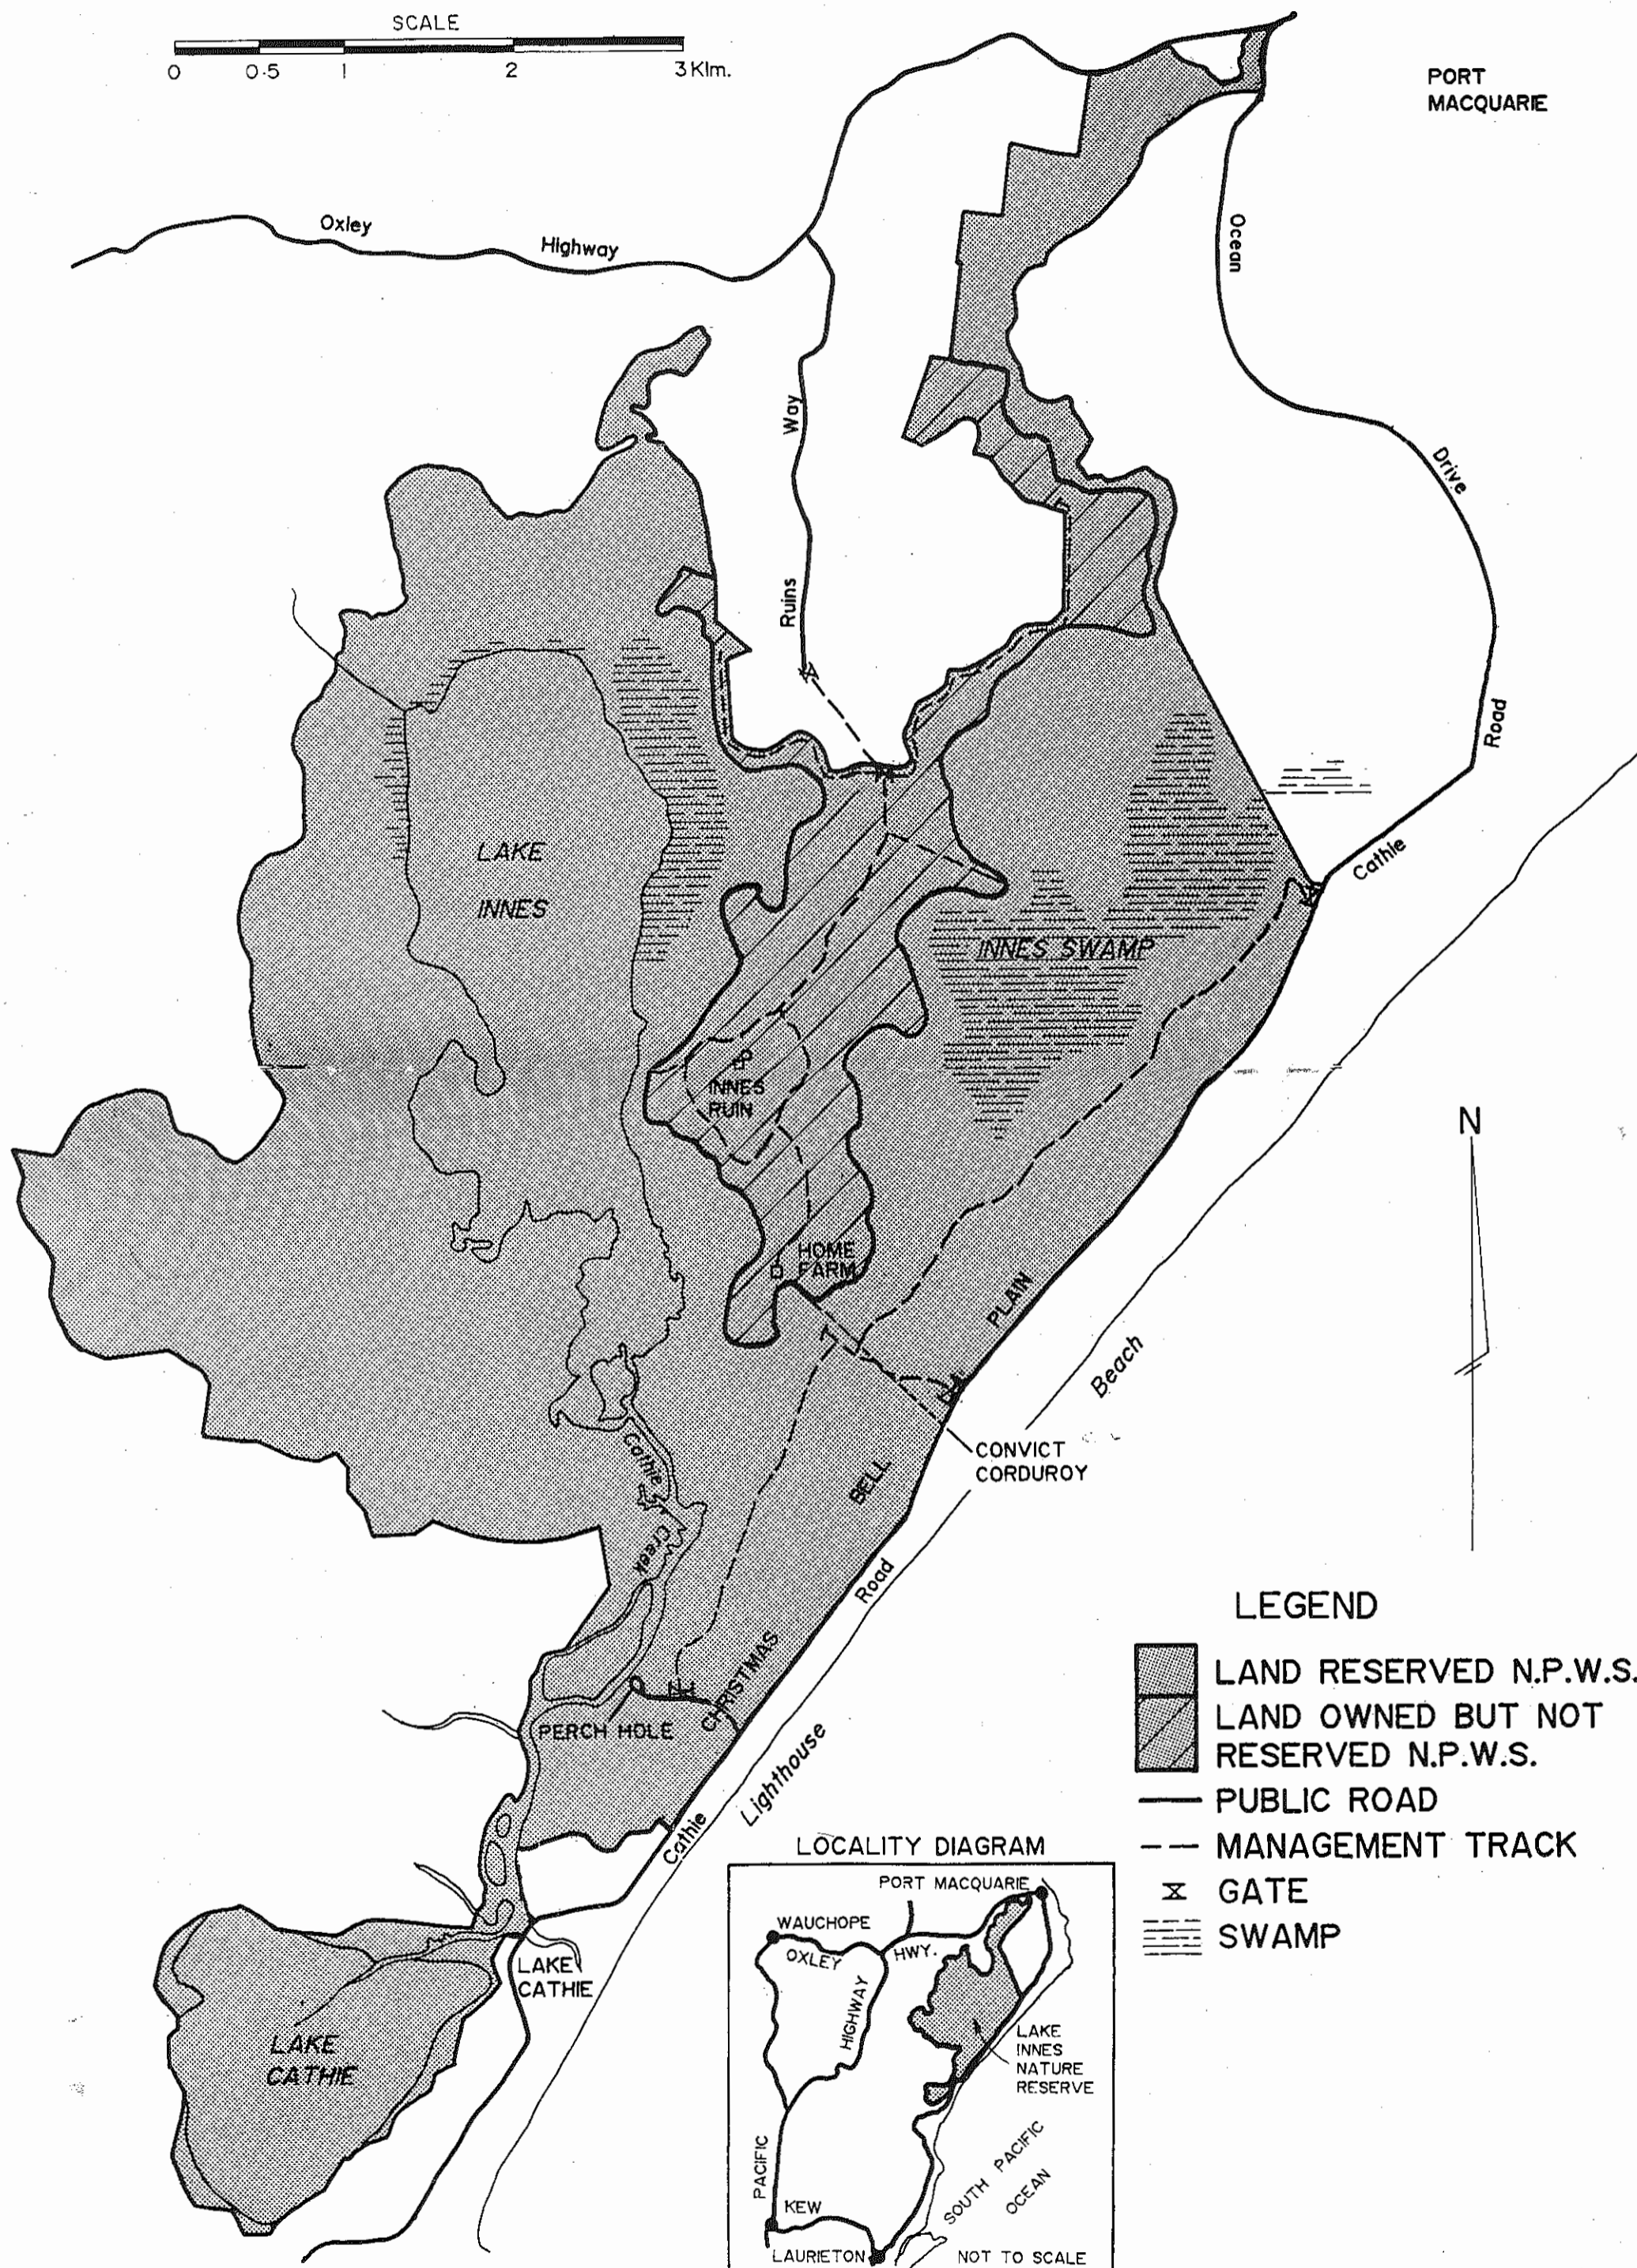 SCALE
0 0·5 1 2 3 Klm.
PORT
MACQUARIE
Oxley
Highway
Ocean
Way
Drive
Ruins
Road
LAKE
INNES
Cathie
INNES SWAMP
INNES
RUIN
N
HOME
FARM
PLAIN
Beach
CONVICT
CORDUROY
Cathie
BELL
Creek
Road
LEGEND
LAND RESERVED N.P.W.S.
LAND OWNED BUT NOT
RESERVED N.P.W.S.
PUBLIC ROAD
MANAGEMENT TRACK
GATE
SWAMP
CHRISTMAS
PERCH HOLE
Lighthouse
Cathie
LAKE
CATHIE
LAKE
CATHIE
LOCALITY DIAGRAM
PORT MACQUARIE
WAUCHOPE
OXLEY
HWY.
HIGHWAY
LAKE
INNES
NATURE
RESERVE
PACIFIC
SOUTH PACIFIC
OCEAN
KEW
LAURIETON
NOT TO SCALE